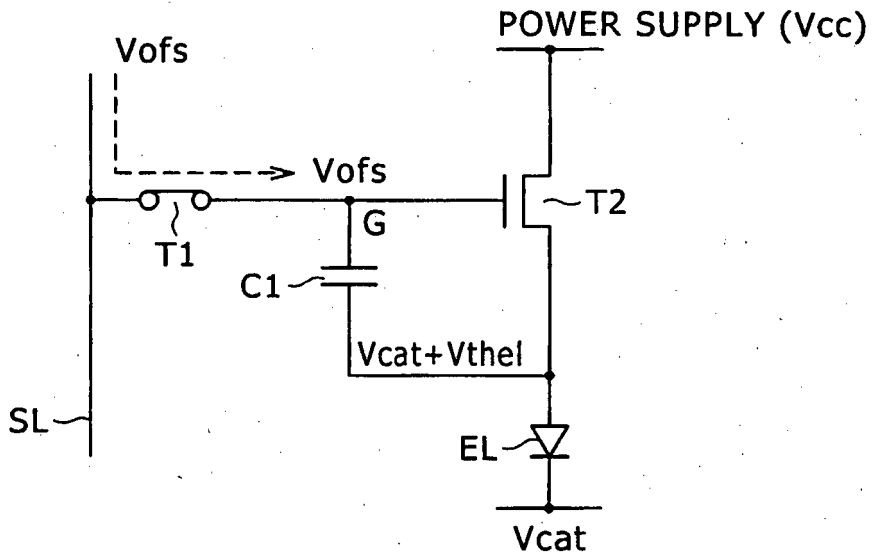 POWER SUPPLY (Vcc)
Vofs
Vofs
T2
G
T1
C1
Vcat+Vthel
SL
EL
Vcat